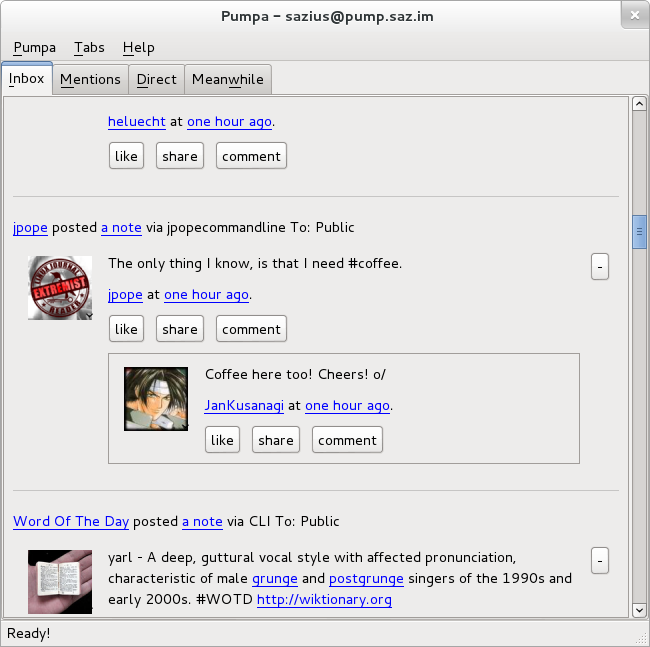 Pumpa - sazius@pump.saz.im
Pumpa Tabs Help
Inbox Mentions Direct Meanwhile
heluecht at one hour ago.
like share comment
jpope posted a note via jpopecommandline To: Public
The only thing I know, is that I need #coffee.
-
LINUX JOURNAL
EXTREMIST
READER
jpope at one hour ago.
like share comment
Coffee here too! Cheers! o/
JanKusanagi at one hour ago.
like share comment
Word Of The Day posted a note via CLI To: Public
yarl - A deep, guttural vocal style with affected pronunciation,
-
characteristic of male grunge and postgrunge singers of the 1990s and
early 2000s. #WOTD http://wiktionary.org
Ready!